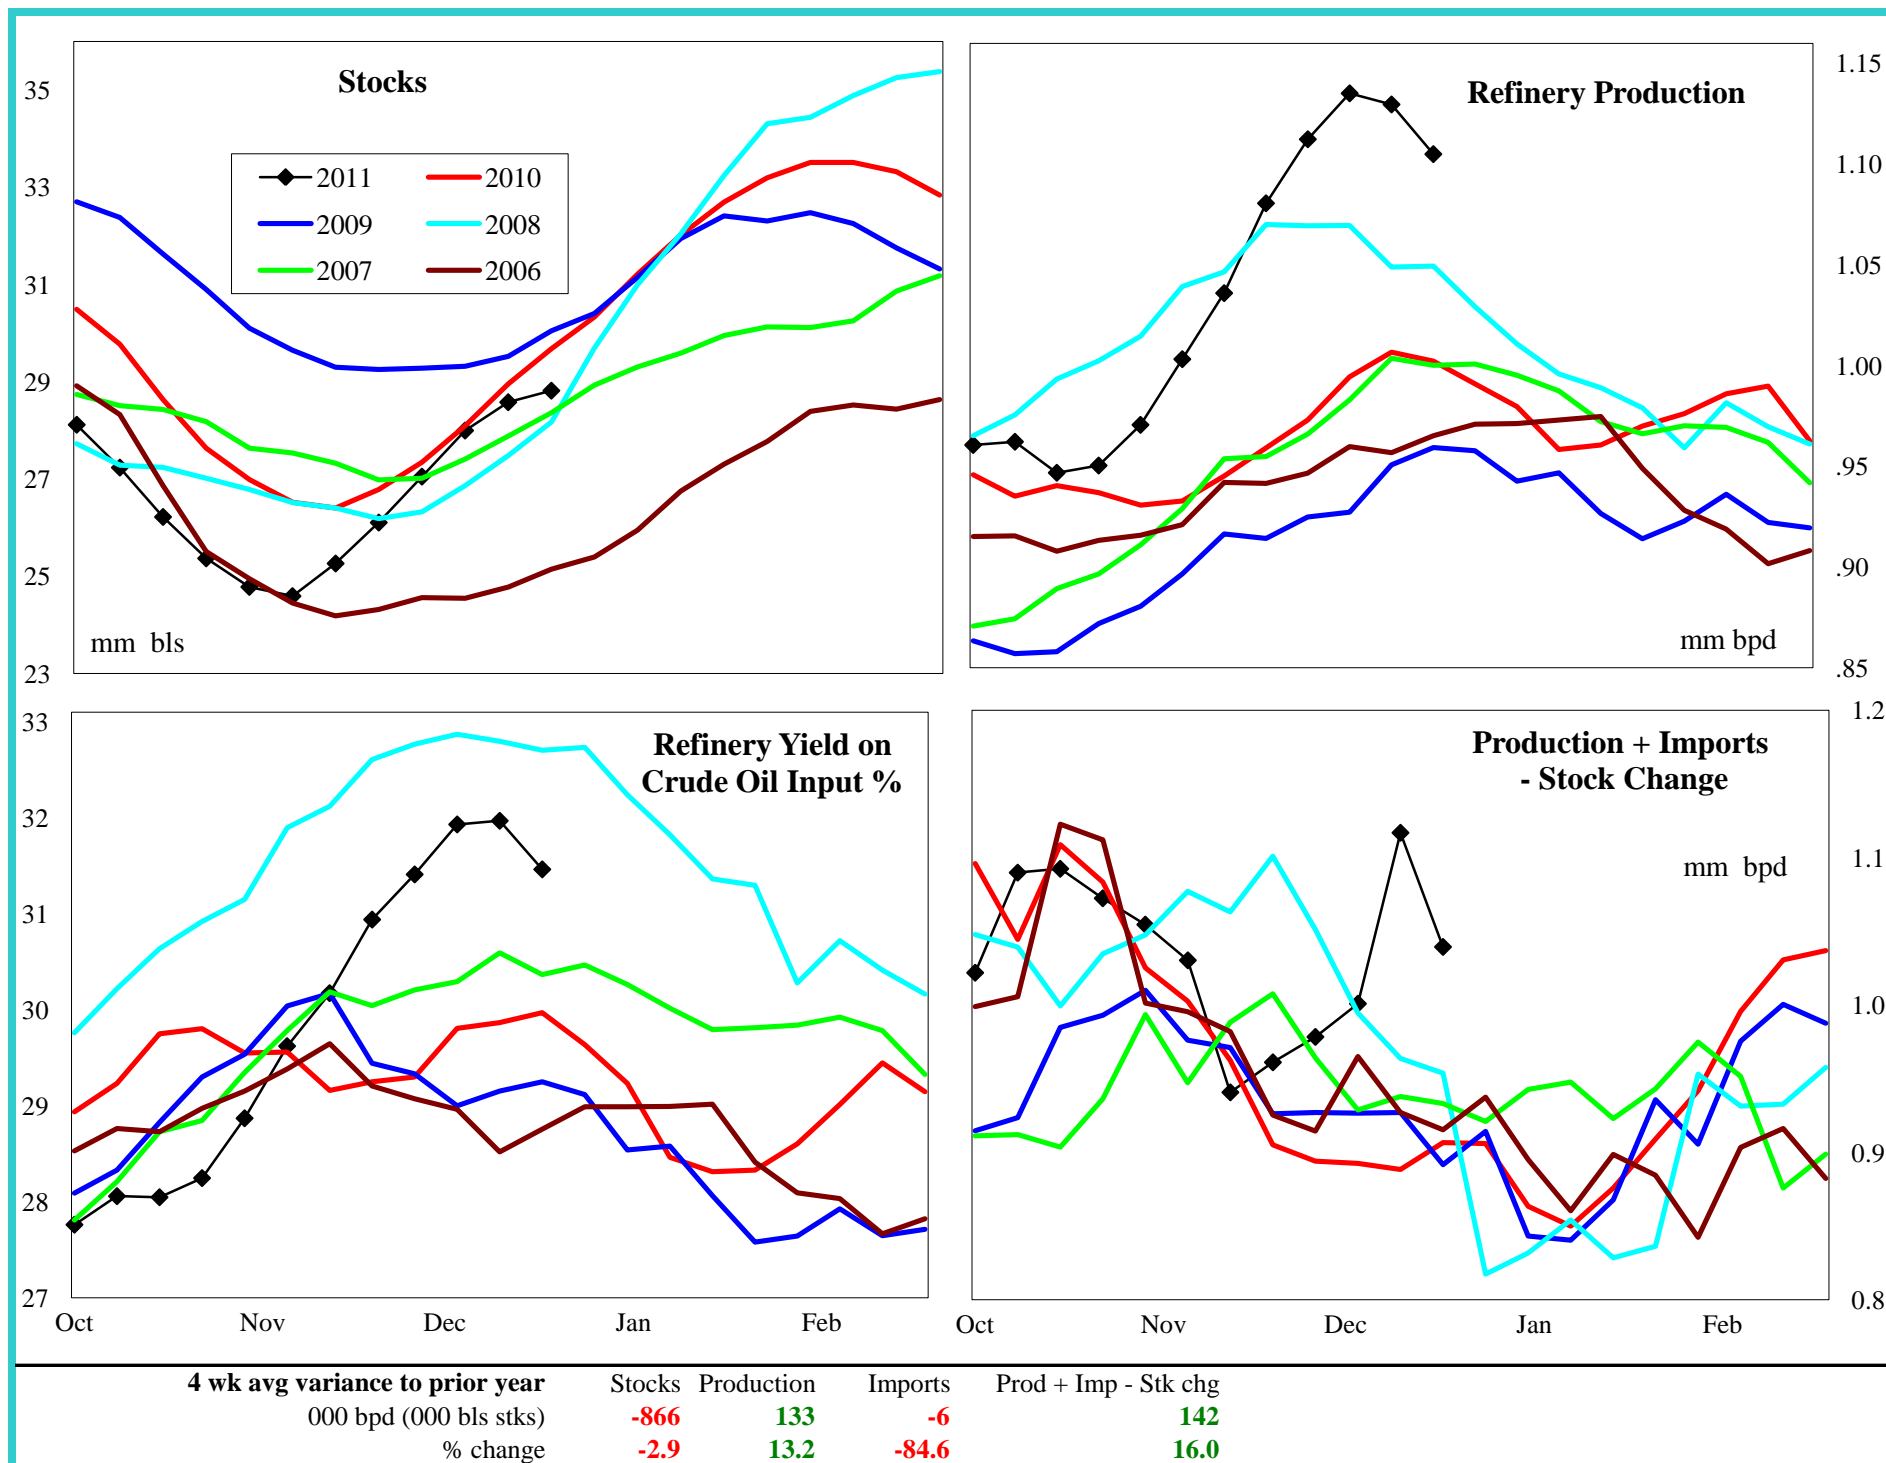 Stocks
35
33
31
29
27
25
23
2011 2010
2009 2008
2007 2006
mm bls
Refinery Production
1.15
1.10
1.05
1.00
.95
.90
.85
mm bpd
Refinery Yield on
Crude Oil Input %
33
32
31
30
29
28
27
Oct Nov Dec Jan Feb
Production + Imports
- Stock Change
mm bpd
1.2
1.1
1.0
0.9
0.8
Oct Nov Dec Jan Feb
4 wk avg variance to prior year Stocks Production Imports Prod + Imp - Stk chg
000 bpd (000 bls stks) -866 133 -6 142
% change -2.9 13.2 -84.6 16.0